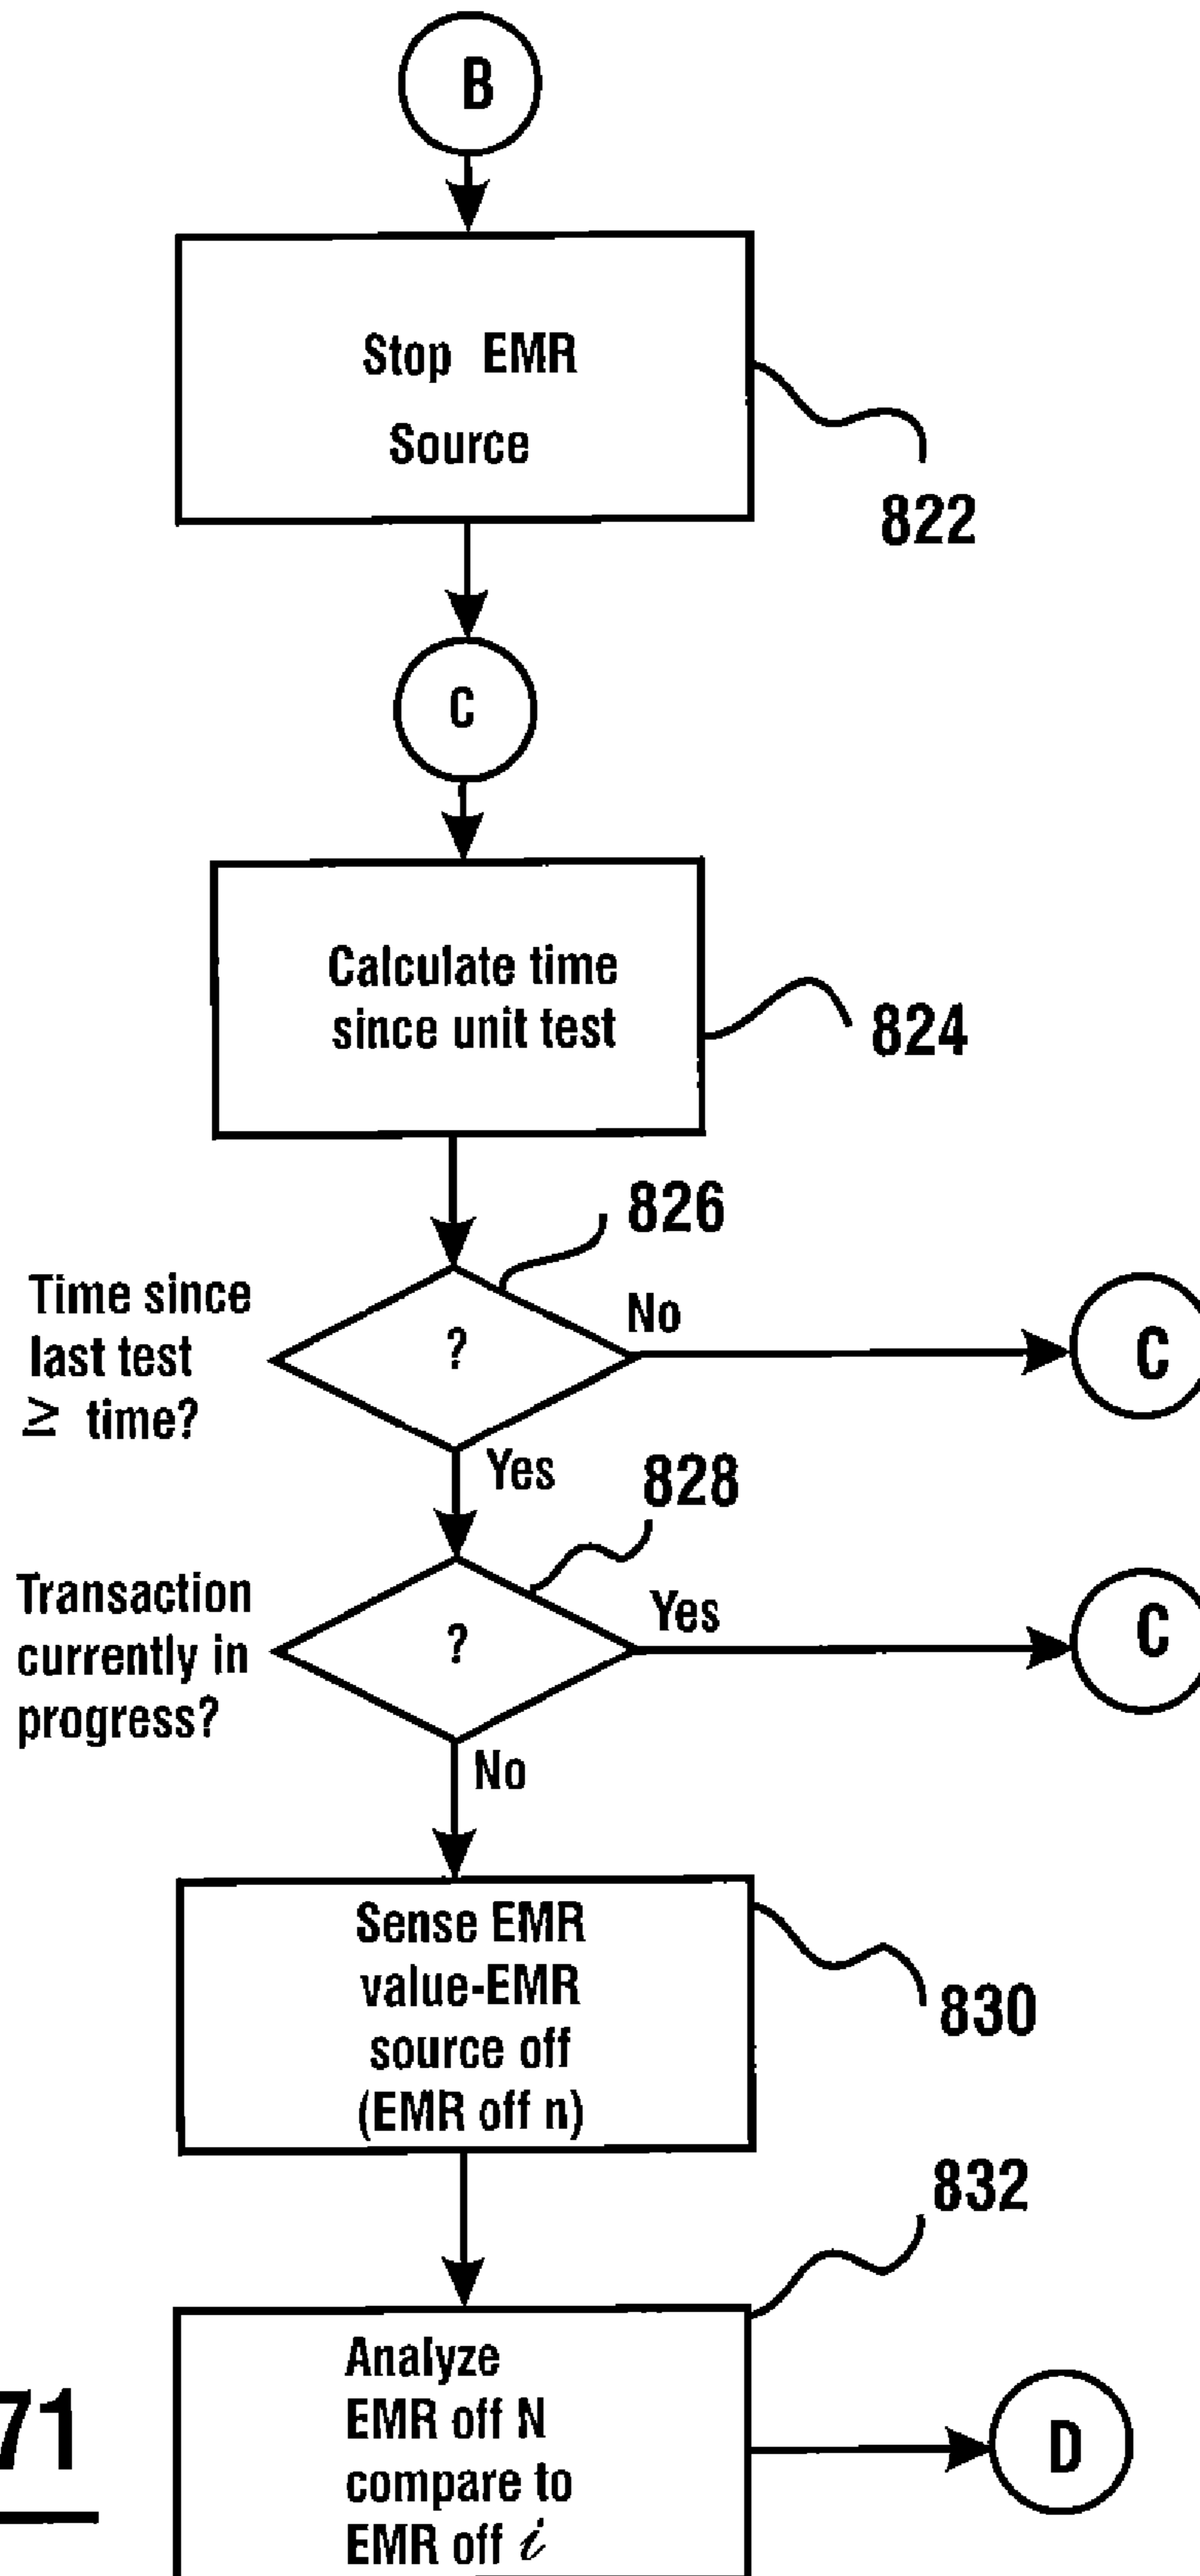 B
Stop EMR
Source
822
C
Calculate time
since unit test
824
826
Time since
last test
≥ time?
?
No
C
Yes
828
Transaction
currently in
progress?
?
Yes
C
No
Sense EMR
value-EMR
source off
(EMR off n)
830
832
Analyze
EMR off N
compare to
EMR off i
D
71